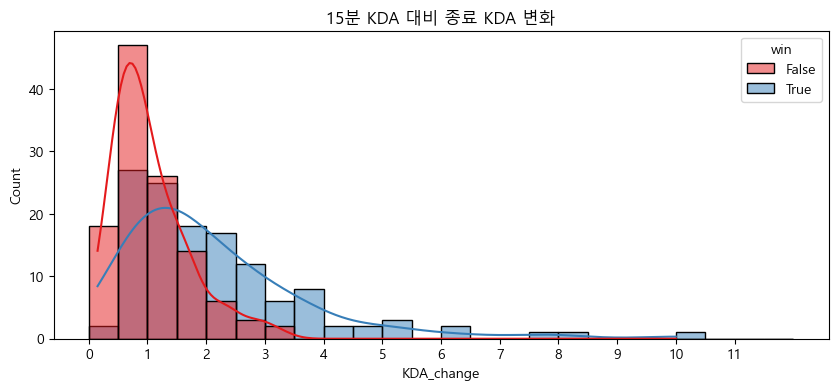 15분 KDA 대비 종료 KDA 변화
win
False
True
Count
40
30
20
10
0
0 1 2 3 4 5 6 7 8 9 10 11
KDA_change